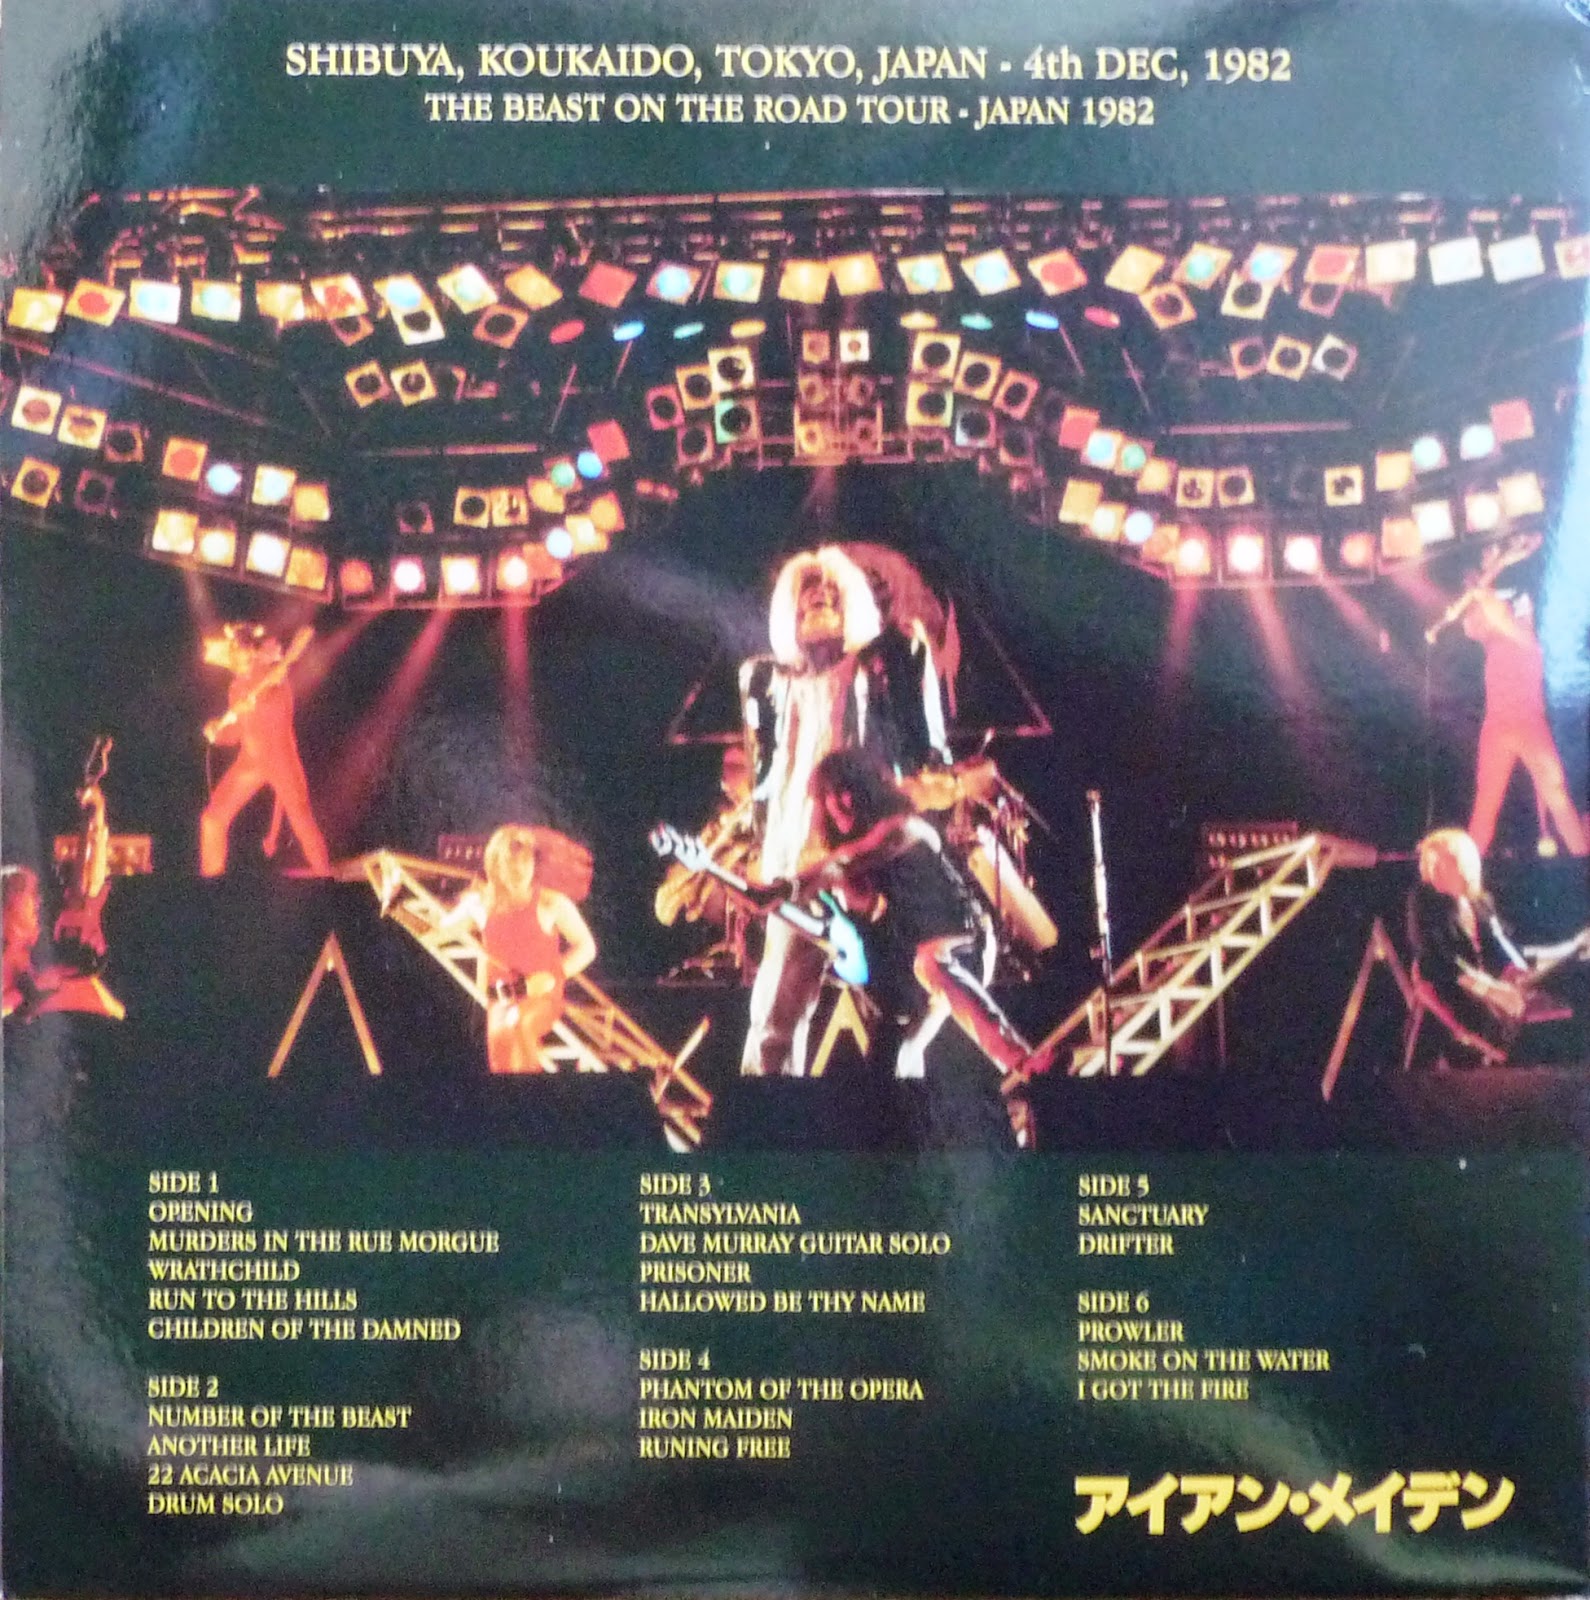 SHIBUYA, KOUKAIDO, TOKYO, JAPAN - 4th DEC, 1982
THE BEAST ON THE ROAD TOUR - JAPAN 1982
SIDE 1
OPENING
MURDERS IN THE RUE MORGUE
WRATHCHILD
RUN TO THE HILLS
CHILDREN OF THE DAMNED
SIDE 2
NUMBER OF THE BEAST
ANOTHER LIFE
22 ACACIA AVENUE
DRUM SOLO
SIDE 3
TRANSYLVANIA
DAVE MURRAY GUITAR SOLO
PRISONER
HALLOWED BE THY NAME
SIDE 4
PHANTOM OF THE OPERA
IRON MAIDEN
RUNING FREE
SIDE 5
SANCTUARY
DRIFTER
SIDE 6
PROWLER
SMOKE ON THE WATER
I GOT THE FIRE
アイアン・メイデン